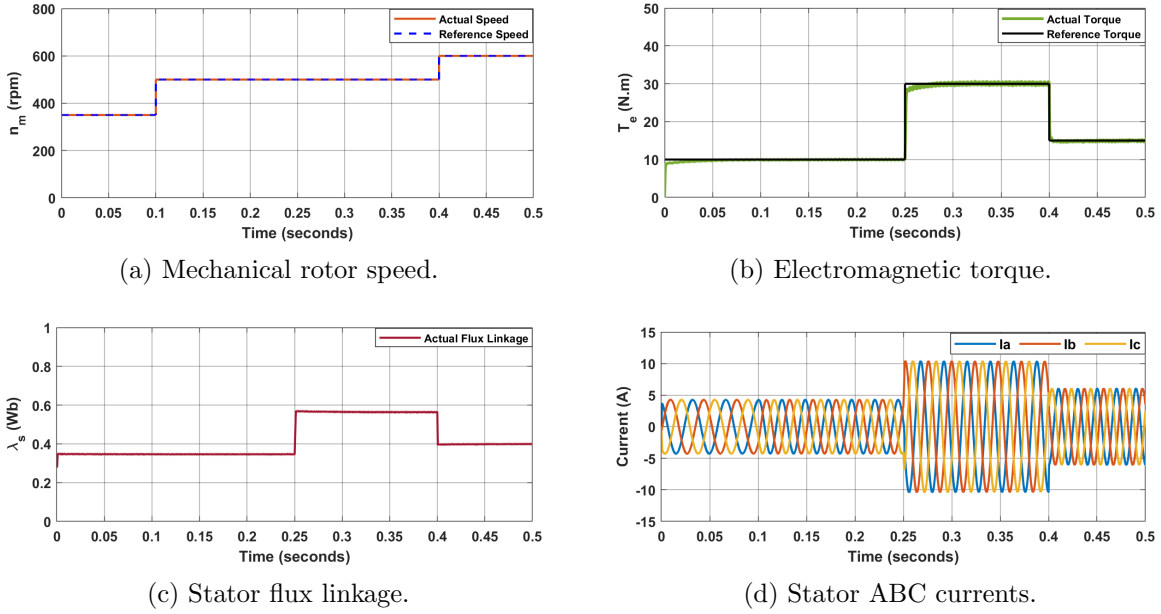 800
600
400
200
0
n_m (rpm)
Actual Speed
Reference Speed
0 0.05 0.1 0.15 0.2 0.25 0.3 0.35 0.4 0.45 0.5
Time (seconds)
(a) Mechanical rotor speed.
50
40
30
20
10
0
T_e (N.m)
Actual Torque
Reference Torque
0 0.05 0.1 0.15 0.2 0.25 0.3 0.35 0.4 0.45 0.5
Time (seconds)
(b) Electromagnetic torque.
1
0.8
0.6
0.4
0.2
0
λ_s (Wb)
Actual Flux Linkage
0 0.05 0.1 0.15 0.2 0.25 0.3 0.35 0.4 0.45 0.5
Time (seconds)
(c) Stator flux linkage.
15
10
5
0
-5
-10
-15
Current (A)
Ia Ib Ic
0 0.05 0.1 0.15 0.2 0.25 0.3 0.35 0.4 0.45 0.5
Time (seconds)
(d) Stator ABC currents.